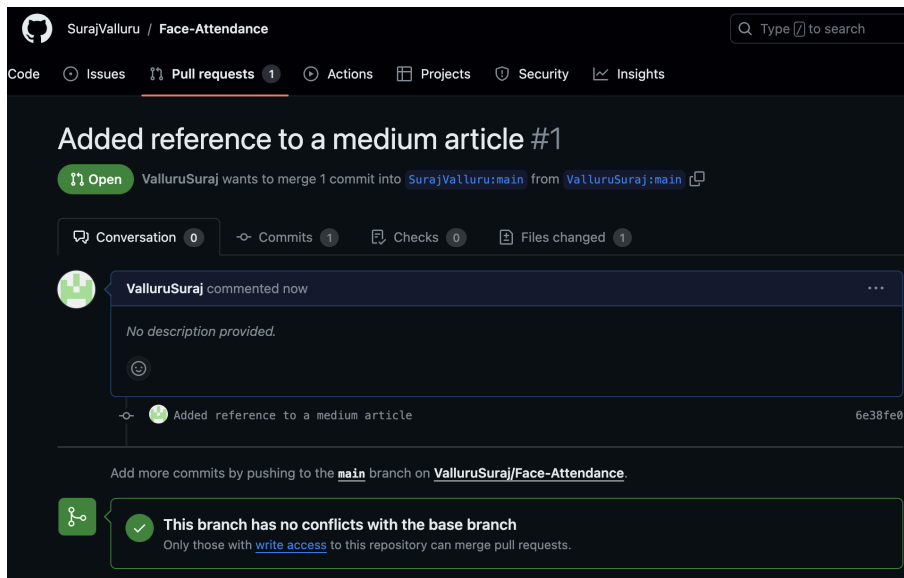 SurajValluru / Face-Attendance
Type / to search
Code Issues Pull requests 1 Actions Projects Security Insights
Added reference to a medium article #1
Open ValluruSuraj wants to merge 1 commit into SurajValluru:main from ValluruSuraj:main
Conversation 0 Commits 1 Checks 0 Files changed 1
ValluruSuraj commented now
No description provided.
Added reference to a medium article 6e38fe0
Add more commits by pushing to the main branch on ValluruSuraj/Face-Attendance.
This branch has no conflicts with the base branch
Only those with write access to this repository can merge pull requests.